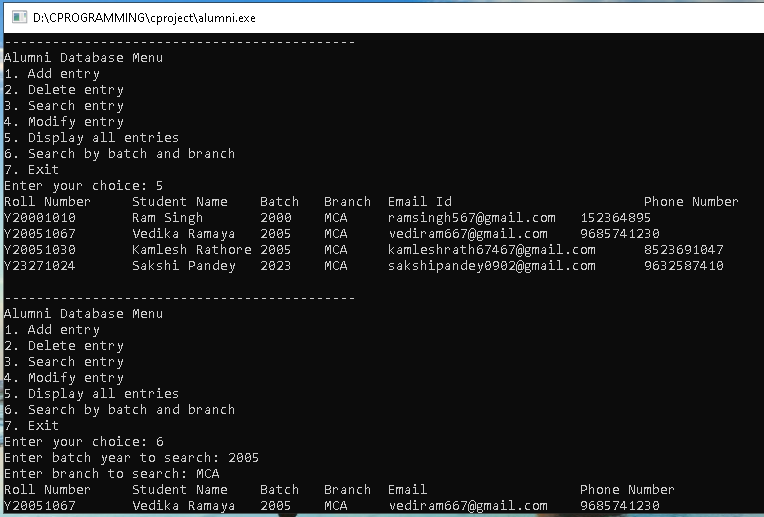 D:\CPROGRAMMING\cproject\alumni.exe
--------------------------------------------
Alumni Database Menu
1. Add entry
2. Delete entry
3. Search entry
4. Modify entry
5. Display all entries
6. Search by batch and branch
7. Exit
Enter your choice: 5
Roll Number Student Name Batch Branch Email Id Phone Number
Y20001010 Ram Singh 2000 MCA ramsingh567@gmail.com 152364895
Y20051067 Vedika Ramaya 2005 MCA vediram667@gmail.com 9685741230
Y20051030 Kamlesh Rathore 2005 MCA kamleshrath67467@gmail.com 8523691047
Y23271024 Sakshi Pandey 2023 MCA sakshipandey0902@gmail.com 9632587410
--------------------------------------------
Alumni Database Menu
1. Add entry
2. Delete entry
3. Search entry
4. Modify entry
5. Display all entries
6. Search by batch and branch
7. Exit
Enter your choice: 6
Enter batch year to search: 2005
Enter branch to search: MCA
Roll Number Student Name Batch Branch Email Phone Number
Y20051067 Vedika Ramaya 2005 MCA vediram667@gmail.com 9685741230